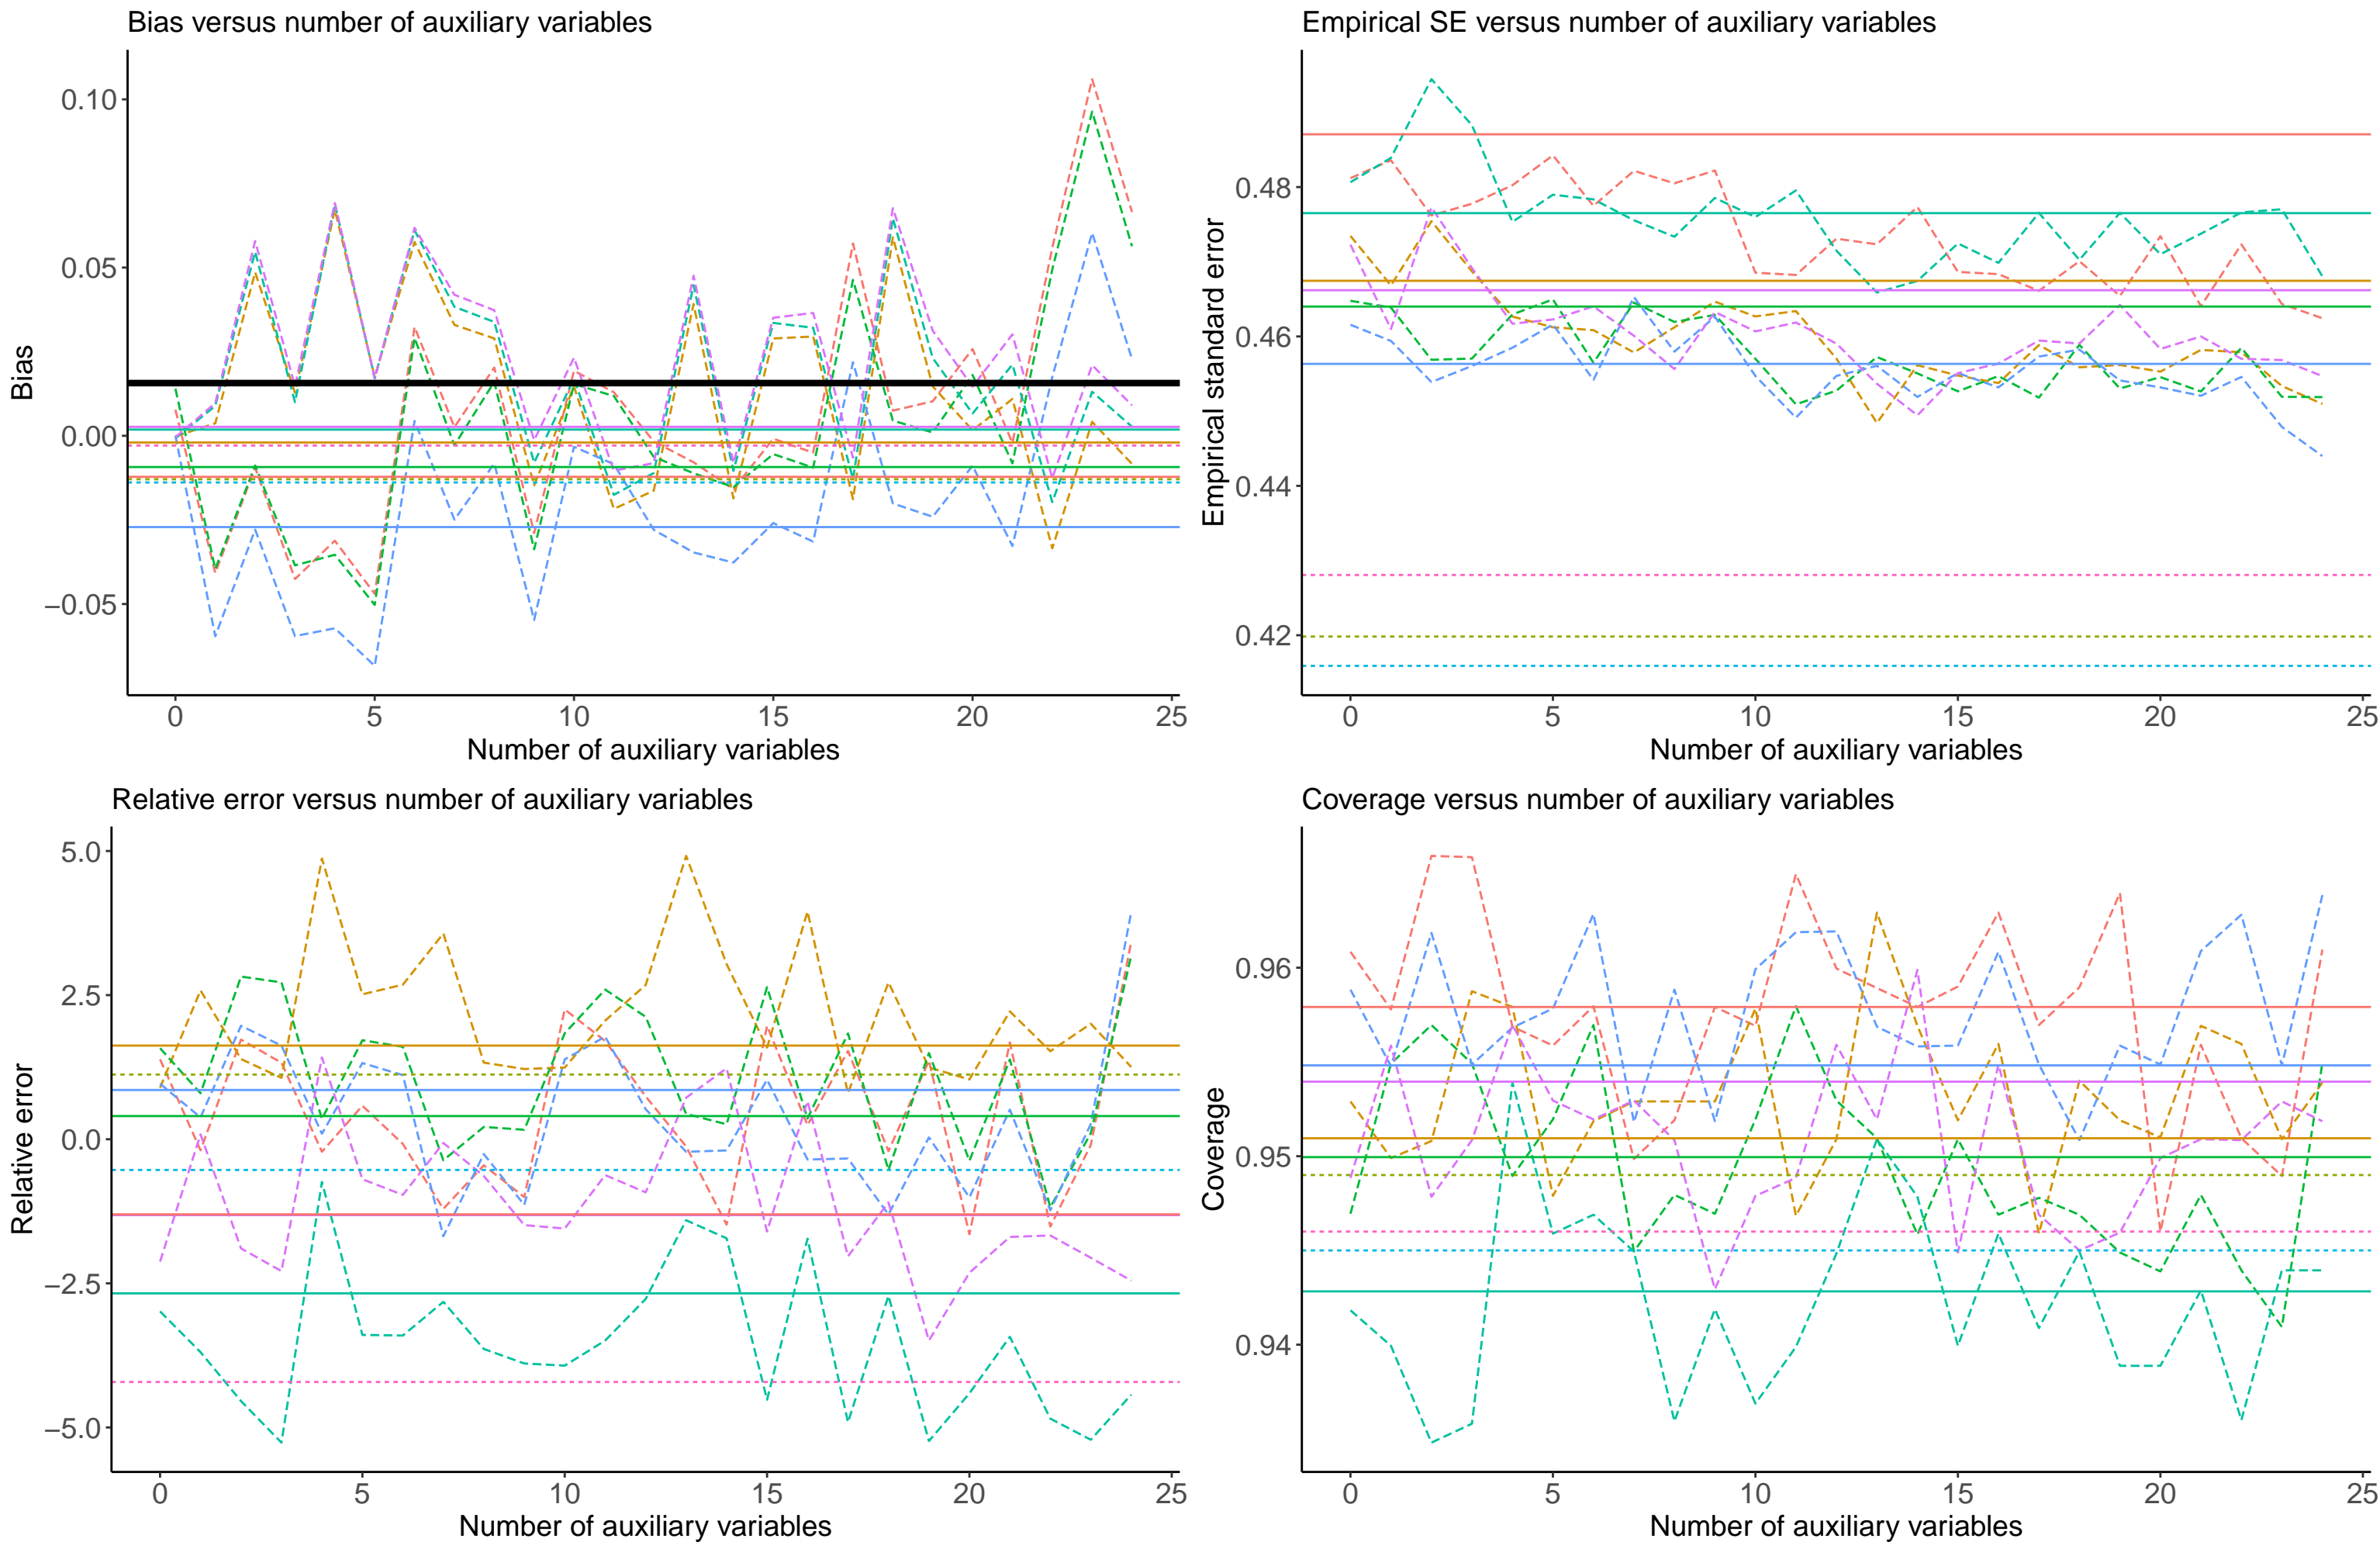 Bias versus number of auxiliary variables
0.10
0.05
0.00
−0.05
Bias
0 5 10 15 20 25
Number of auxiliary variables
Empirical SE versus number of auxiliary variables
0.48
0.46
0.44
0.42
Empirical standard error
0 5 10 15 20 25
Number of auxiliary variables
Relative error versus number of auxiliary variables
5.0
2.5
0.0
−2.5
−5.0
Relative error
0 5 10 15 20 25
Number of auxiliary variables
Coverage versus number of auxiliary variables
0.96
0.95
0.94
Coverage
0 5 10 15 20 25
Number of auxiliary variables